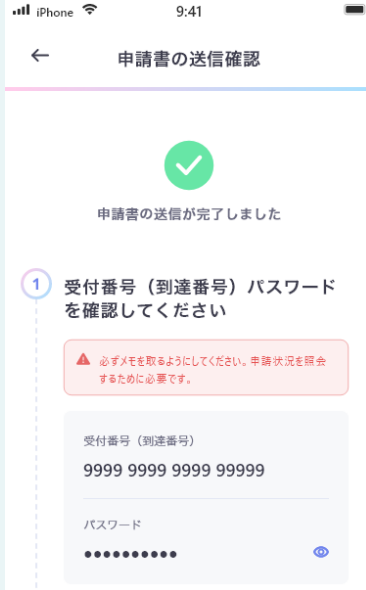 iPhone 9:41
申請書の送信確認
申請書の送信が完了しました
1 受付番号（到達番号）パスワード
を確認してください
必ずメモを取るようにしてください。申請状況を照会
するために必要です。
受付番号（到達番号）
9999 9999 9999 99999
パスワード
●●●●●●●●●●